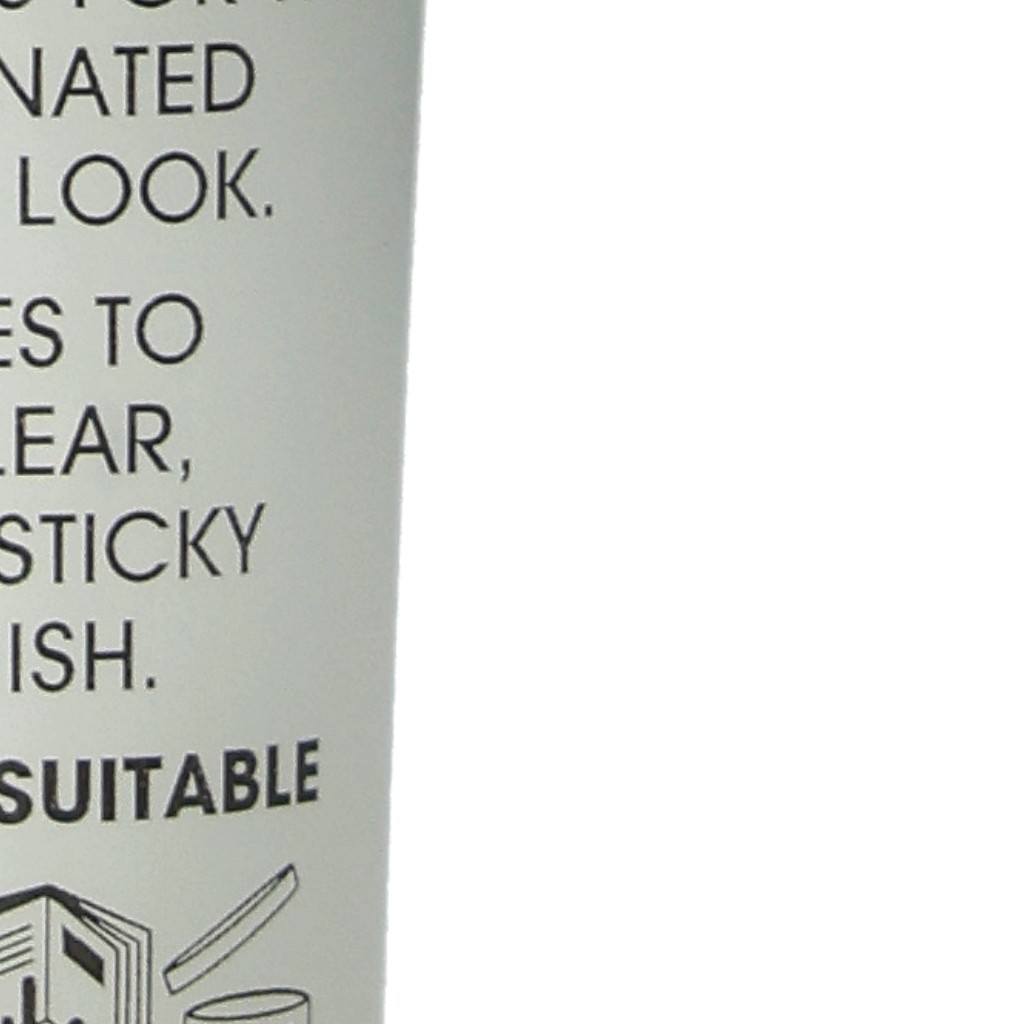 NATED
LOOK.
ES TO
LEAR,
STICKY
ISH.
SUITABLE